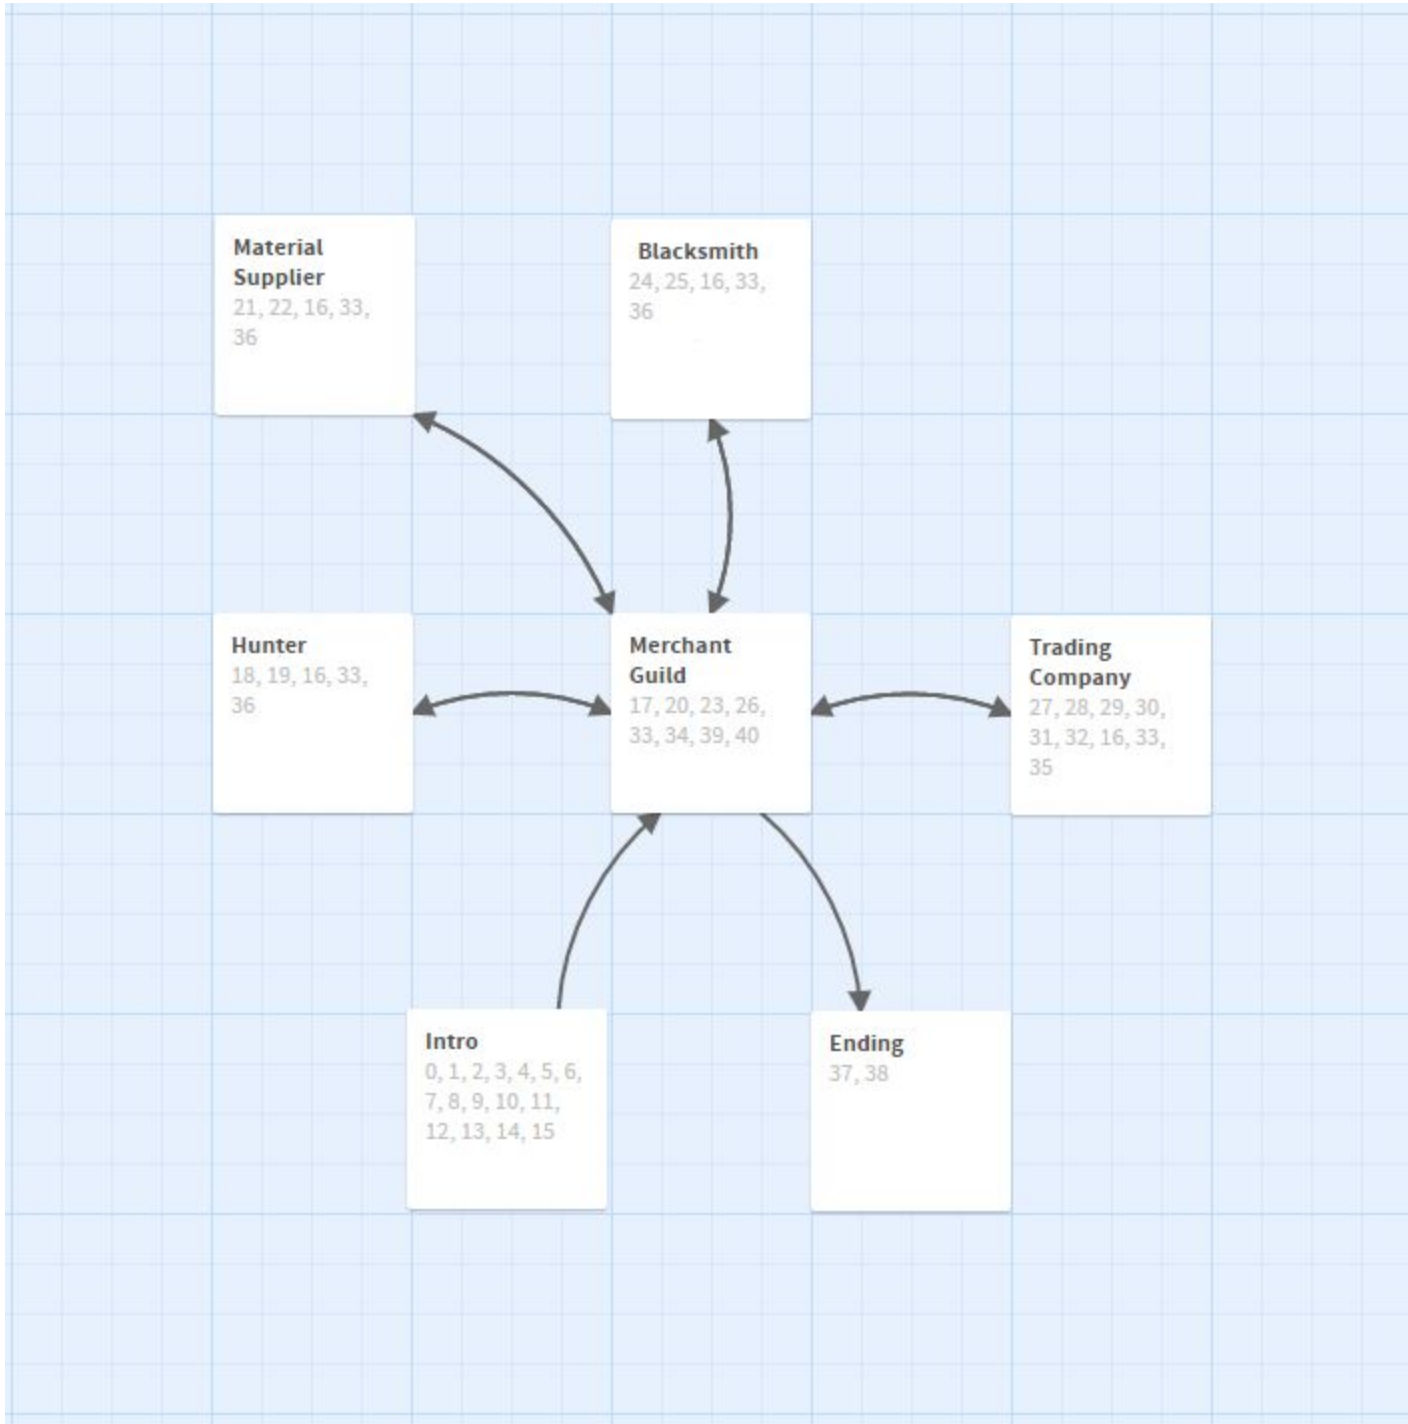 Material
Supplier
21, 22, 16, 33,
36
Blacksmith
24, 25, 16, 33,
36
Hunter
18, 19, 16, 33,
36
Merchant
Guild
17, 20, 23, 26,
33, 34, 39, 40
Trading
Company
27, 28, 29, 30,
31, 32, 16, 33,
35
Intro
0, 1, 2, 3, 4, 5, 6,
7, 8, 9, 10, 11,
12, 13, 14, 15
Ending
37, 38